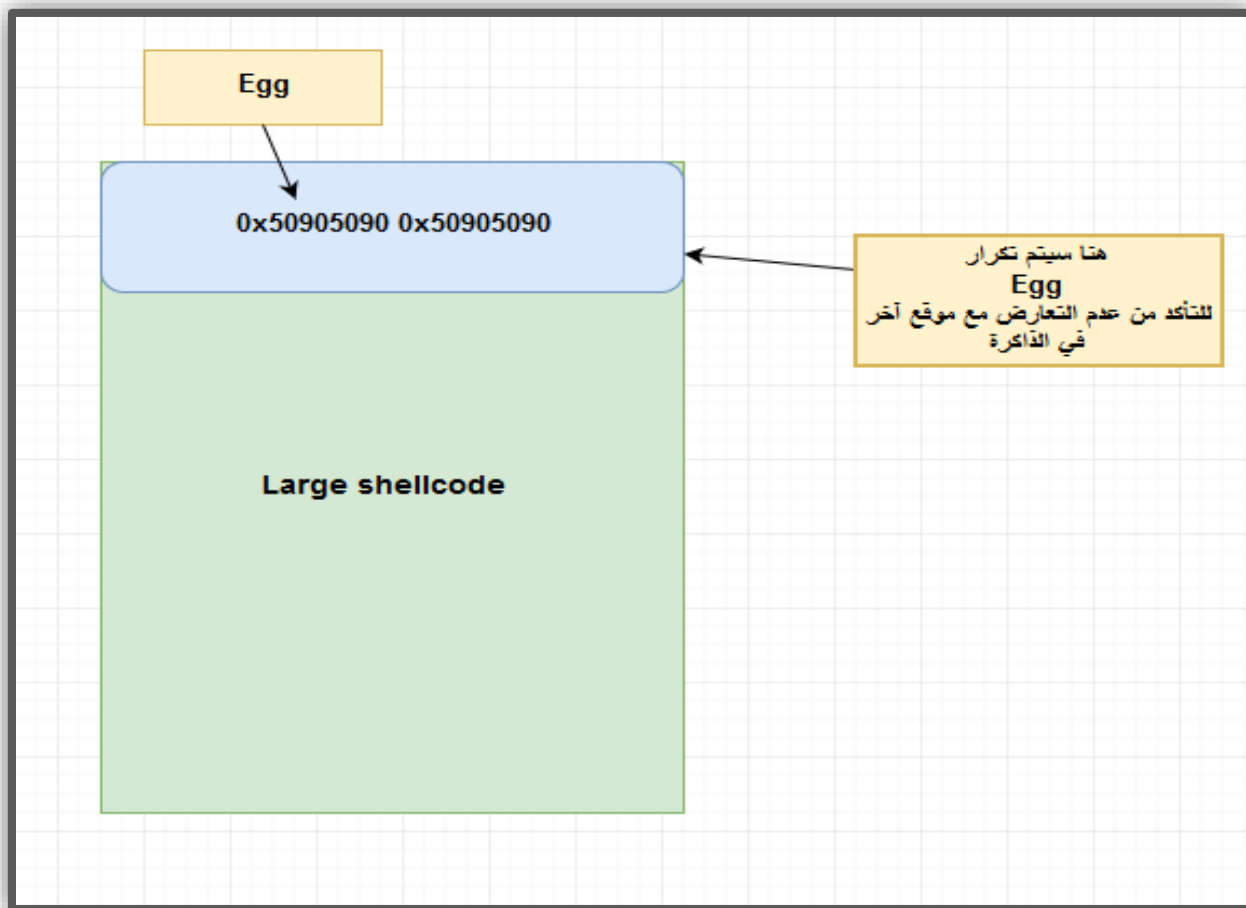 Egg
0x50905090 0x50905090
هنا سيتم تكرار
Egg
للتأكد من عدم التعارض مع موقع آخر
في الذاكرة
Large shellcode